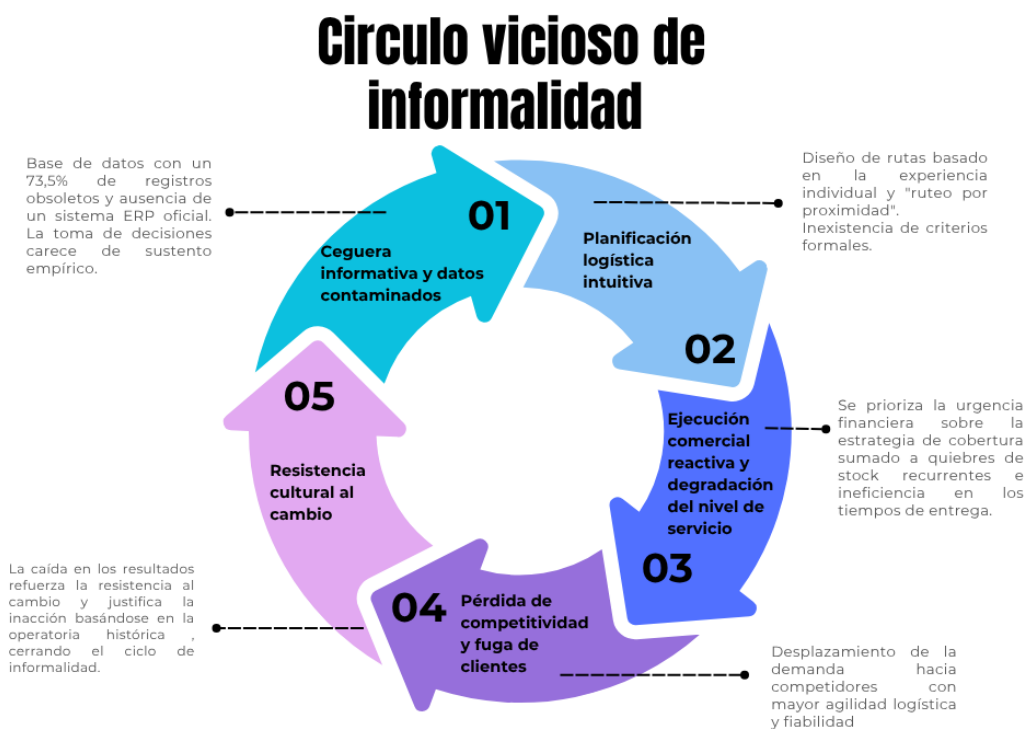 Circulo vicioso de
informalidad
Base de datos con un
73,5% de registros
obsoletos y ausencia de
un sistema ERP oficial.
La toma de decisiones
carece de sustento
empírico.
01
Ceguera
informativa y datos
contaminados
Diseño de rutas basado
en la experiencia
individual y "ruteo por
proximidad".
Inexistencia de criterios
formales.
Planificación
logística
intuitiva
02
Se prioriza la urgencia
financiera sobre la
estrategia de cobertura
sumado a quiebres de
stock recurrentes e
ineficiencia en los
tiempos de entrega.
Ejecución
comercial
reactiva y
degradación
del nivel de
servicio
03
04
Pérdida de
competitividad
y fuga de
clientes
Desplazamiento de la
demanda hacia
competidores con
mayor agilidad logística
y fiabilidad
05
Resistencia
cultural al
cambio
La caída en los resultados
refuerza la resistencia al
cambio y justifica la
inacción basándose en la
operatoria histórica ,
cerrando el ciclo de
informalidad.